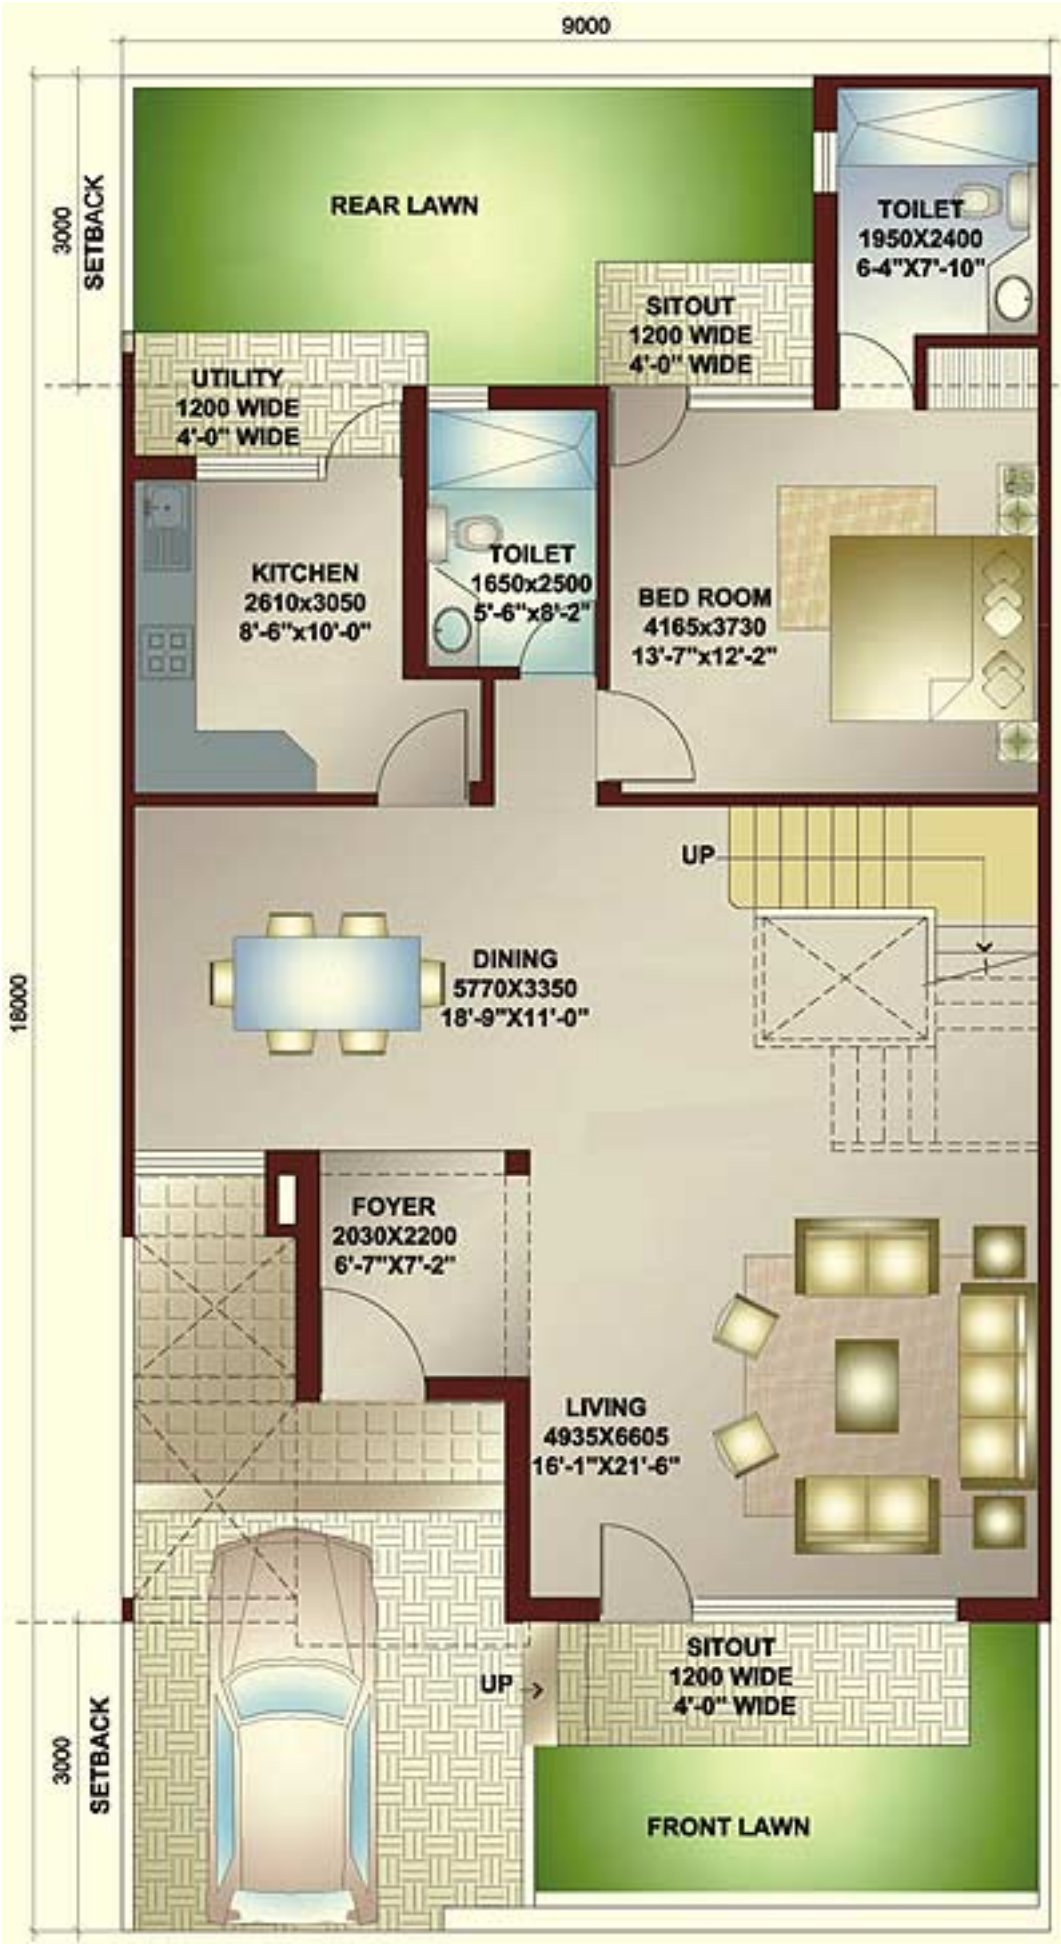 9000
3000
SETBACK
REAR LAWN
TOILET
1950X2400
6-4"X7'-10"
SITOUT
1200 WIDE
4'-0" WIDE
UTILITY
1200 WIDE
4'-0" WIDE
KITCHEN
2610x3050
8'-6"x10'-0"
TOILET
1650x2500
5'-6"x8'-2"
BED ROOM
4165x3730
13'-7"x12'-2"
UP
18000
DINING
5770X3350
18'-9"X11'-0"
FOYER
2030X2200
6'-7"X7'-2"
LIVING
4935X6605
16'-1"X21'-6"
SITOUT
1200 WIDE
4'-0" WIDE
UP
3000
SETBACK
FRONT LAWN